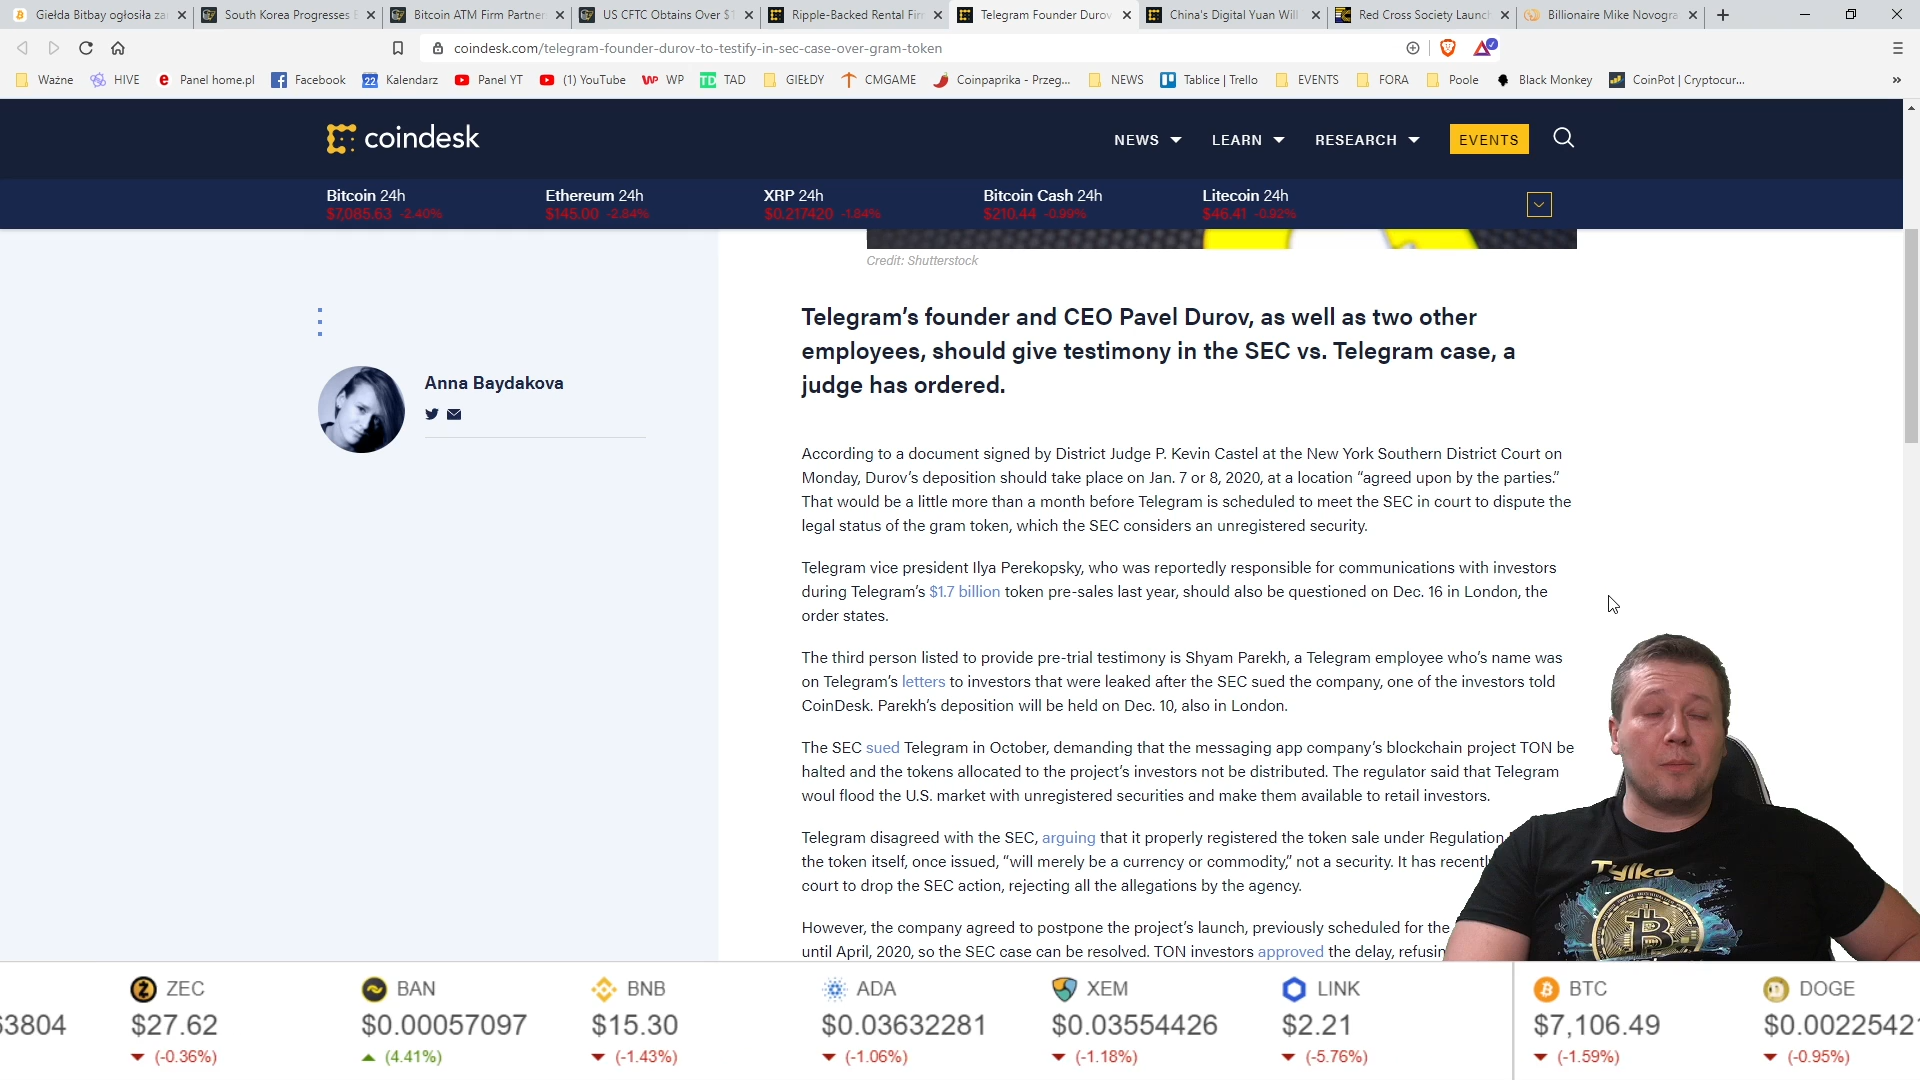 Giełda Bitbay ogłosiła za
South Korea Progresses
Bitcoin ATM Firm Partner
US CFTC Obtains Over $1
Ripple-Backed Rental Fir
Telegram Founder Durov
China's Digital Yuan Will
Red Cross Society Launc
Billionaire Mike Novogra
coindesk.com/telegram-founder-durov-to-testify-in-sec-case-over-gram-token
Ważne HIVE Panel home.pl Facebook 22 Kalendarz Panel YT (1) YouTube WP WP TD TAD GIEŁDY CMGAME Coinpaprika - Przeg... NEWS Tablice | Trello EVENTS FORA Poole Black Monkey CoinPot | Cryptocur... »
coindesk
NEWS LEARN RESEARCH EVENTS
Bitcoin 24h Ethereum 24h XRP 24h Bitcoin Cash 24h Litecoin 24h
$7,085.63 -2.40% $145.00 -2.84% $0.217420 -1.84% $210.44 -0.99% $46.41 -0.92%
Credit: Shutterstock
Anna Baydakova
Telegram's founder and CEO Pavel Durov, as well as two other
employees, should give testimony in the SEC vs. Telegram case, a
judge has ordered.
According to a document signed by District Judge P. Kevin Castel at the New York Southern District Court on
Monday, Durov's deposition should take place on Jan. 7 or 8, 2020, at a location “agreed upon by the parties.”
That would be a little more than a month before Telegram is scheduled to meet the SEC in court to dispute the
legal status of the gram token, which the SEC considers an unregistered security.
Telegram vice president Ilya Perekopsky, who was reportedly responsible for communications with investors
during Telegram's $1.7 billion token pre-sales last year, should also be questioned on Dec. 16 in London, the
order states.
The third person listed to provide pre-trial testimony is Shyam Parekh, a Telegram employee who's name was
on Telegram's letters to investors that were leaked after the SEC sued the company, one of the investors told
CoinDesk. Parekh's deposition will be held on Dec. 10, also in London.
The SEC sued Telegram in October, demanding that the messaging app company's blockchain project TON be
halted and the tokens allocated to the project's investors not be distributed. The regulator said that Telegram
woul flood the U.S. market with unregistered securities and make them available to retail investors.
Telegram disagreed with the SEC, arguing that it properly registered the token sale under Regulation
the token itself, once issued, “will merely be a currency or commodity,” not a security. It has recentl
court to drop the SEC action, rejecting all the allegations by the agency.
However, the company agreed to postpone the project's launch, previously scheduled for the
until April, 2020, so the SEC case can be resolved. TON investors approved the delay, refusin
Tylko
ZEC BAN BNB ADA XEM LINK BTC DOGE
63804 $27.62 $0.00057097 $15.30 $0.03632281 $0.03554426 $2.21 $7,106.49 $0.0022542
(-0.36%) (4.41%) (-1.43%) (-1.06%) (-1.18%) (-5.76%) (-1.59%) (-0.95%)